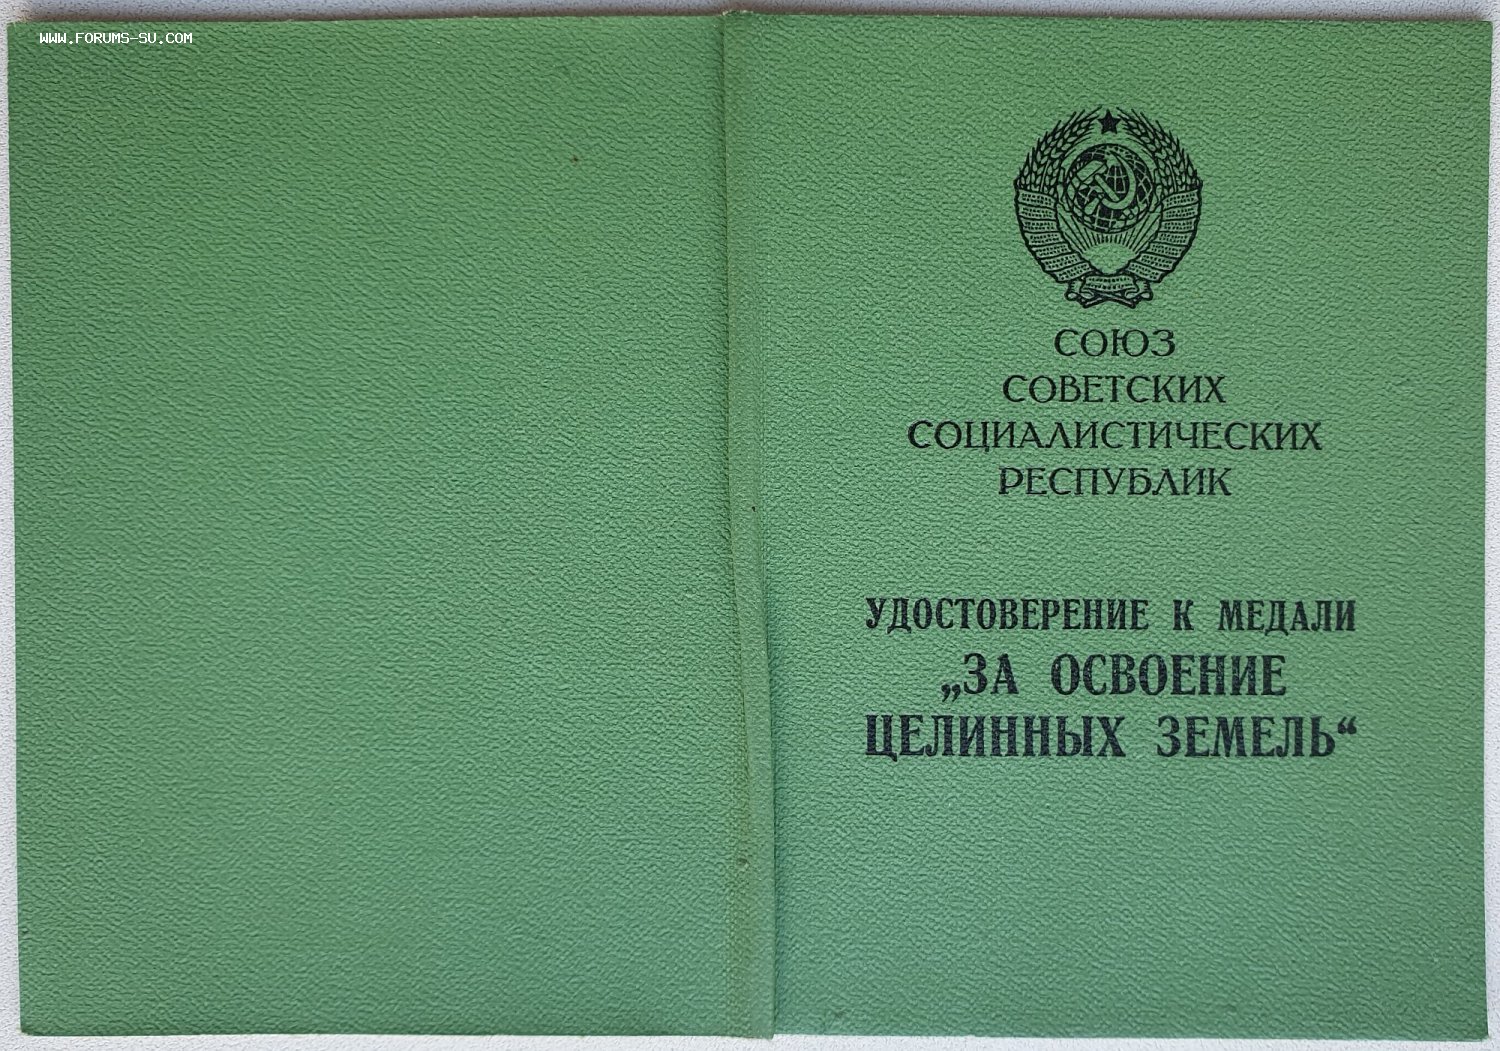 WWW.FORUMS-SU.COM
СОЮЗ
СОВЕТСКИХ
СОЦИАЛИСТИЧЕСКИХ
РЕСПУБЛИК
УДОСТОВЕРЕНИЕ К МЕДАЛИ
„ЗА ОСВОЕНИЕ
ЦЕЛИННЫХ ЗЕМЕЛЬ“